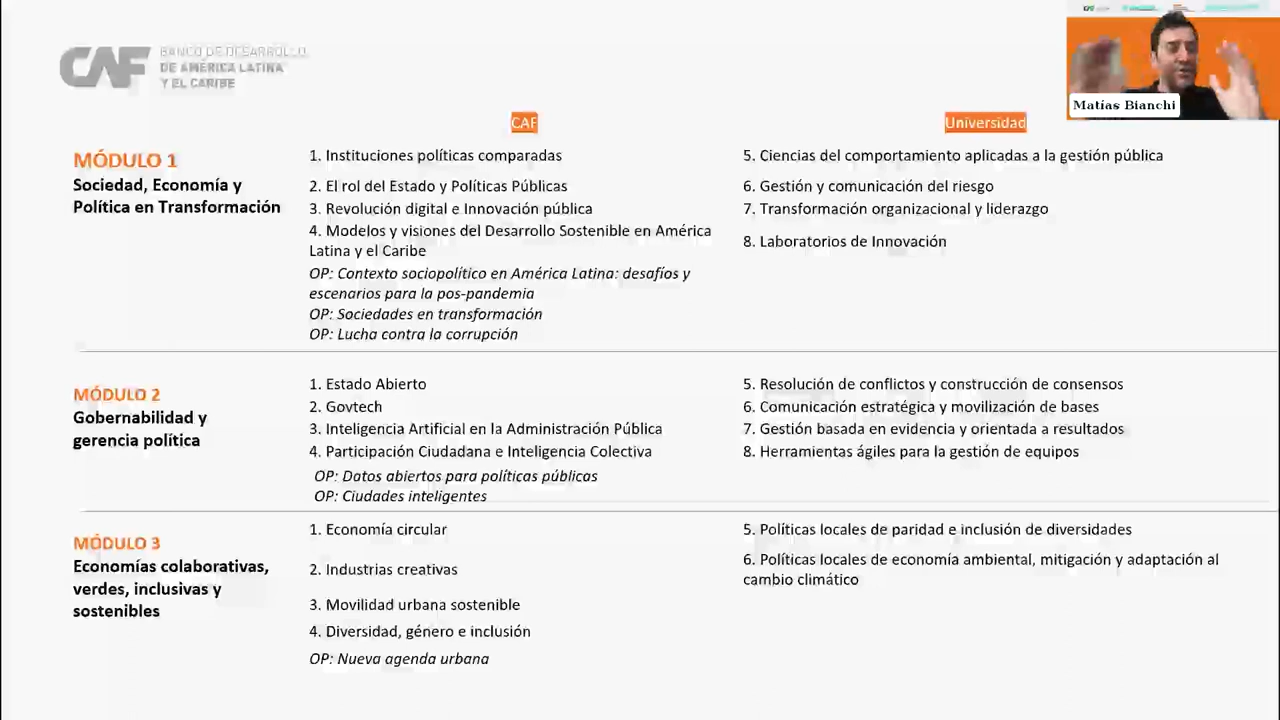 CAF BANCO DE DESARROLLO
DE AMÉRICA LATINA
Y EL CARIBE
Matías Bianchi
CAF
Universidad
MÓDULO 1
Sociedad, Economía y
Política en Transformación
1. Instituciones políticas comparadas
2. El rol del Estado y Políticas Públicas
3. Revolución digital e Innovación pública
4. Modelos y visiones del Desarrollo Sostenible en América
Latina y el Caribe
OP: Contexto sociopolítico en América Latina: desafíos y
escenarios para la pos-pandemia
OP: Sociedades en transformación
OP: Lucha contra la corrupción
5. Ciencias del comportamiento aplicadas a la gestión pública
6. Gestión y comunicación del riesgo
7. Transformación organizacional y liderazgo
8. Laboratorios de Innovación
MÓDULO 2
Gobernabilidad y
gerencia política
1. Estado Abierto
2. Govtech
3. Inteligencia Artificial en la Administración Pública
4. Participación Ciudadana e Inteligencia Colectiva
OP: Datos abiertos para políticas públicas
OP: Ciudades inteligentes
5. Resolución de conflictos y construcción de consensos
6. Comunicación estratégica y movilización de bases
7. Gestión basada en evidencia y orientada a resultados
8. Herramientas ágiles para la gestión de equipos
MÓDULO 3
Economías colaborativas,
verdes, inclusivas y
sostenibles
1. Economía circular
2. Industrias creativas
3. Movilidad urbana sostenible
4. Diversidad, género e inclusión
OP: Nueva agenda urbana
5. Políticas locales de paridad e inclusión de diversidades
6. Políticas locales de economía ambiental, mitigación y adaptación al
cambio climático